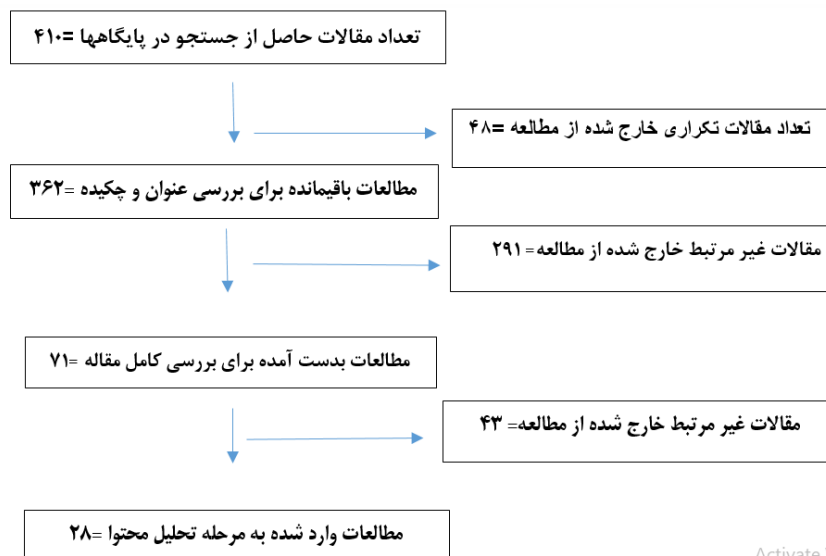 تعداد مقالات حاصل از جستجو در پایگاهها =۴۱۰
تعداد مقالات تکراری خارج شده از مطالعه =۴۸
مطالعات باقیمانده برای بررسی عنوان و چکیده =۳۶۲
مقالات غیر مرتبط خارج شده از مطالعه= ۲۹۱
مطالعات بدست آمده برای بررسی کامل مقاله =۷۱
مقالات غیر مرتبط خارج شده از مطالعه= ۴۳
مطالعات وارد شده به مرحله تحلیل محتوا =۲۸
Activate